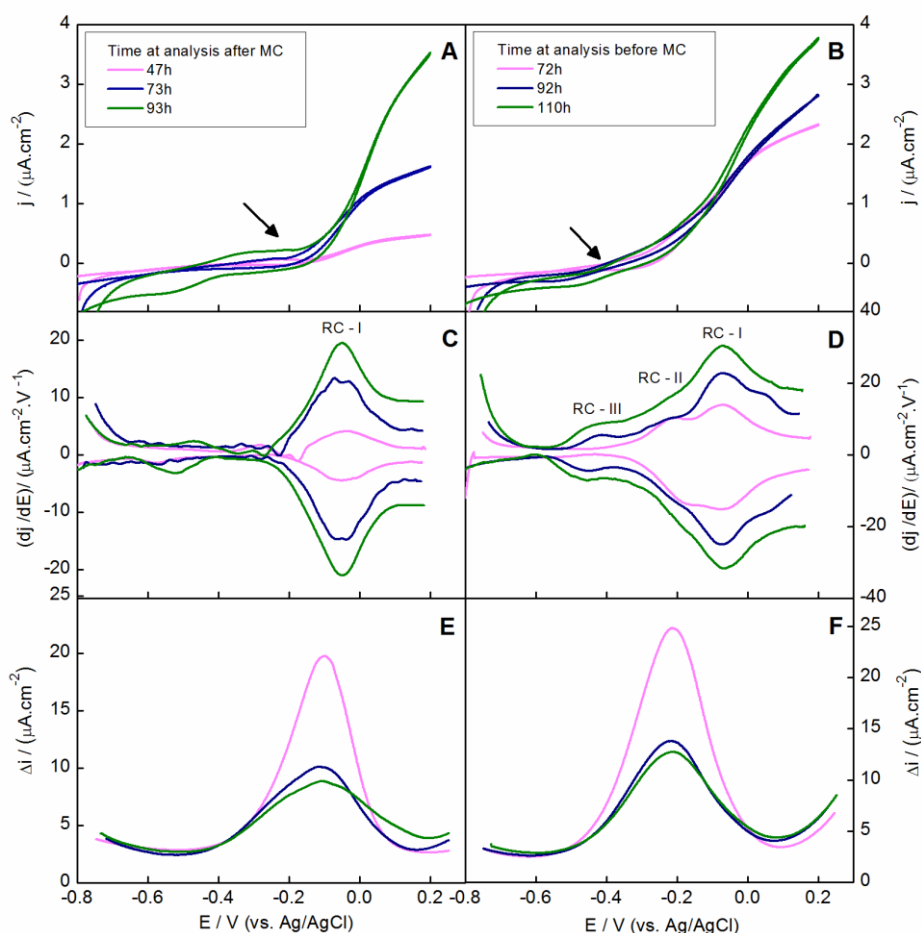 4
3
2
1
0
j / (µA.cm-2)
Time at analysis after MC
47h
73h
93h
A
Time at analysis before MC
72h
92h
110h
B
4
3
2
1
0
j / (µA.cm-2)
20
10
0
-10
-20
(dj /dE)/ (µA.cm-2.V-1)
RC - I
C
RC - I
RC - II
RC - III
D
40
20
0
-20
-40
(dj /dE)/ (µA.cm-2.V-1)
25
20
15
10
5
0
Δi / (µA.cm-2)
E
F
25
20
15
10
5
0
Δi / (µA.cm-2)
-0.8 -0.6 -0.4 -0.2 0.0 0.2
-0.8 -0.6 -0.4 -0.2 0.0 0.2
E / V (vs. Ag/AgCl)
E / V (vs. Ag/AgCl)